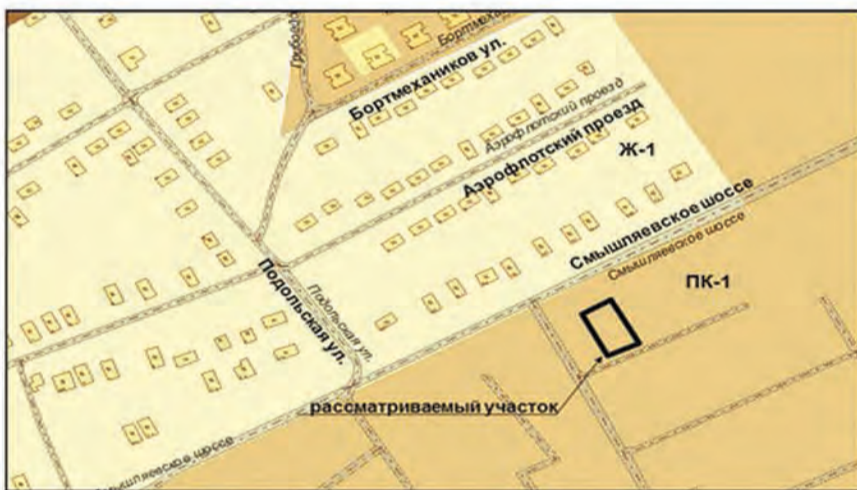 Бортмехаников ул.
Аэрофлотский проезд
Аэрофлотский проезд
Ж-1
Смышляевское шоссе
Смышляевское шоссе
ПК-1
Подольская ул.
Подольская ул.
рассматриваемый участок
Смышляевское шоссе